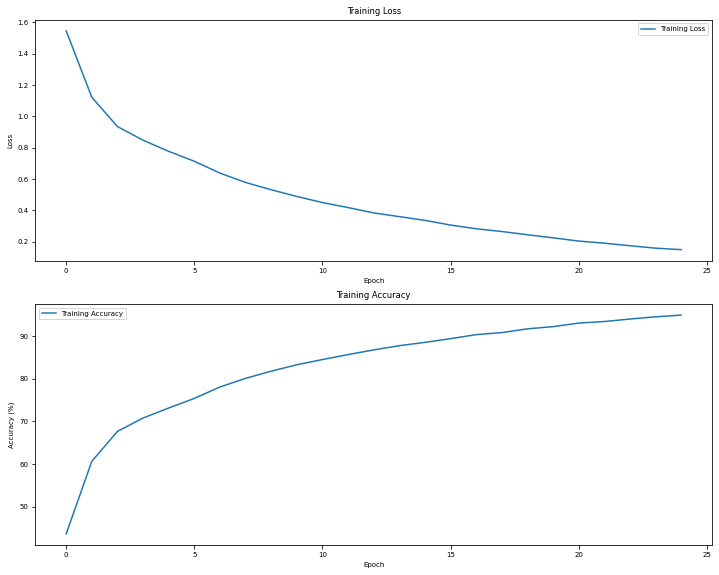 Training Loss
1.6
1.4
1.2
1.0
0.8
0.6
0.4
0.2
Loss
Training Loss
0 5 10 15 20 25
Epoch
Training Accuracy
90
80
70
60
50
Accuracy (%)
Training Accuracy
0 5 10 15 20 25
Epoch